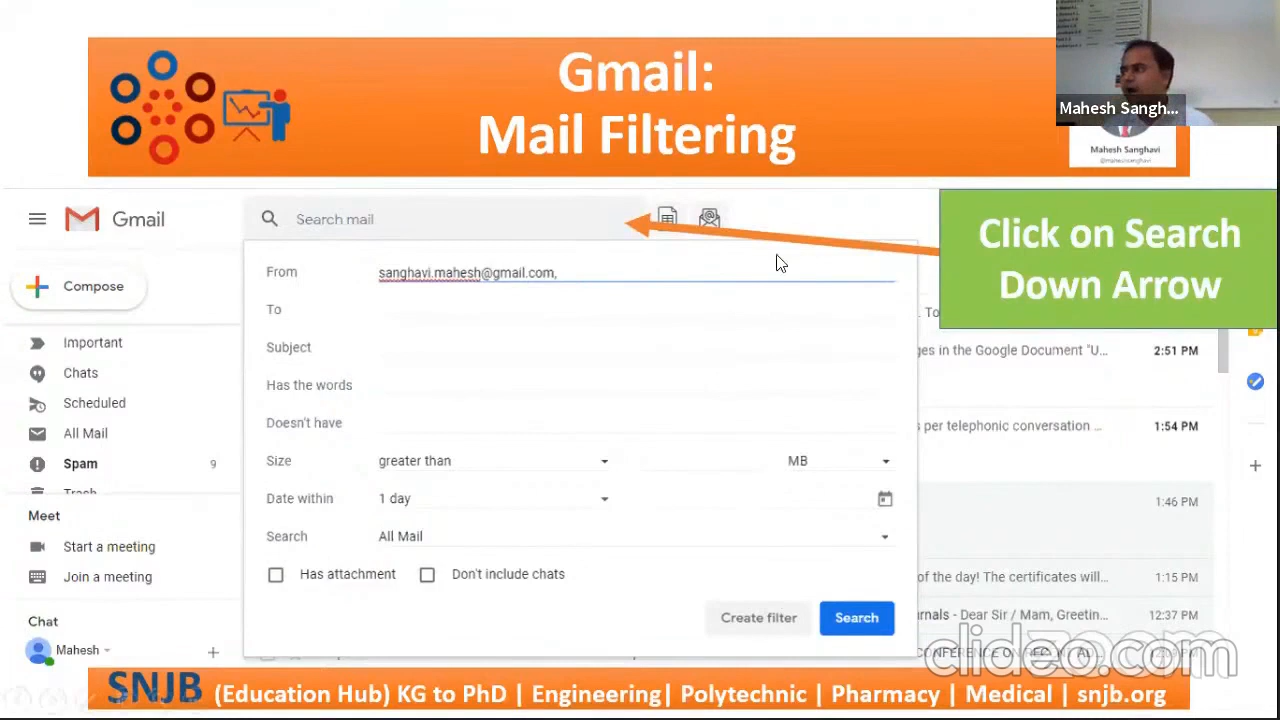 Gmail:
Mail Filtering
Mahesh Sangh...
Mahesh Sanghavi
Gmail
Search mail
Click on Search
Down Arrow
Compose
From
sanghavi.mahesh@gmail.com,
To
Subject
Has the words
Doesn't have
Size
greater than
MB
Date within
1 day
Search
All Mail
Has attachment
Don't include chats
Create filter
Search
Important
Chats
Scheduled
All Mail
Spam
9
Trash
Meet
Start a meeting
Join a meeting
Chat
Mahesh
. To
ges in the Google Document "U...
2:51 PM
s per telephonic conversation ...
1:54 PM
1:46 PM
of the day! The certificates will...
1:15 PM
rnals - Dear Sir / Mam, Greetin...
12:37 PM
clideo.com
SNJB (Education Hub) KG to PhD | Engineering| Polytechnic | Pharmacy | Medical | snjb.org